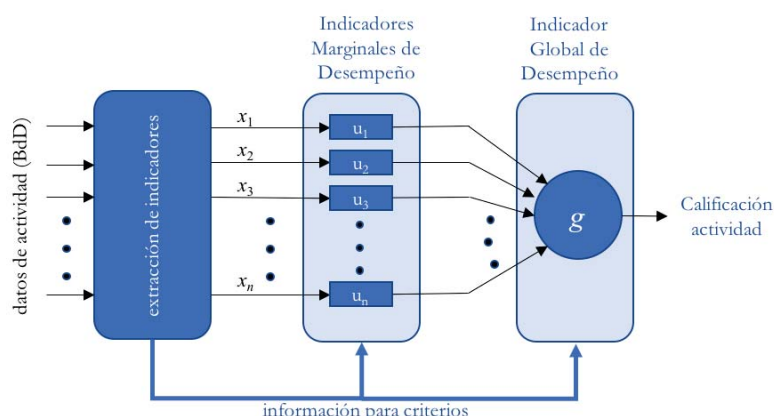 Indicadores
Marginales de
Desempeño
Indicador
Global de
Desempeño
datos de actividad (BdD)
extracción de indicadores
x1
x2
x3
xn
u1
u2
u3
un
g
Calificación
actividad
información para criterios